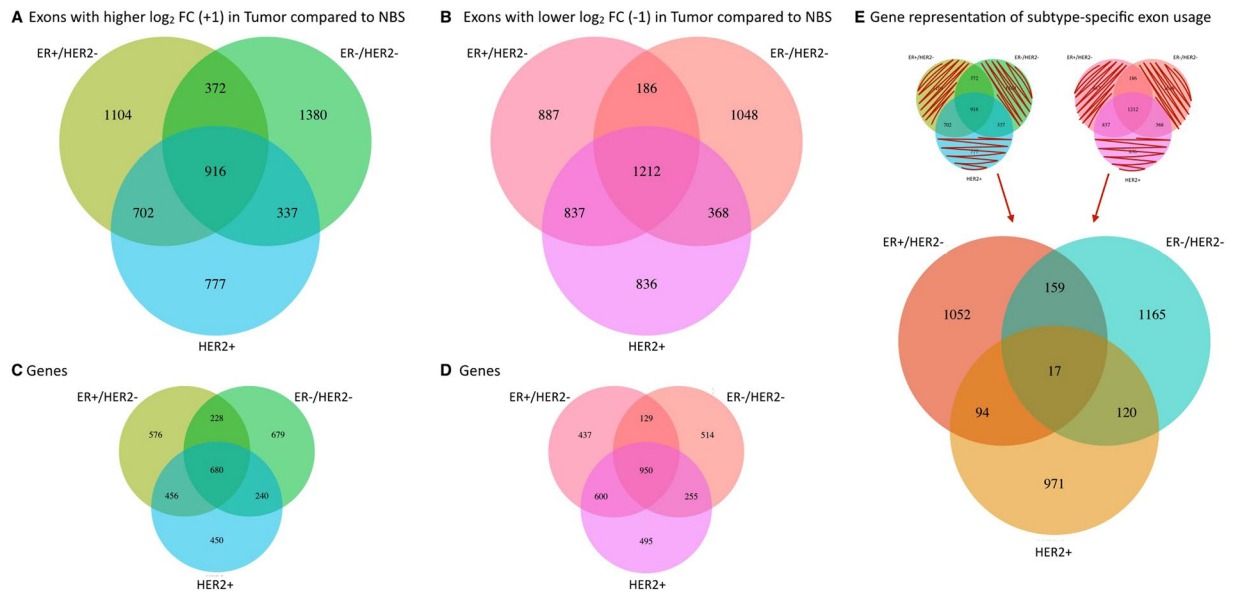 A Exons with higher log₂ FC (+1) in Tumor compared to NBS
ER+/HER2-
ER-/HER2-
372
1104
1380
916
702
337
777
HER2+
B Exons with lower log₂ FC (-1) in Tumor compared to NBS
ER+/HER2-
ER-/HER2-
186
887
1048
1212
837
368
836
HER2+
C Genes
ER+/HER2-
ER-/HER2-
228
576
679
680
456
240
450
HER2+
D Genes
ER+/HER2-
ER-/HER2-
129
437
514
950
600
255
495
HER2+
E Gene representation of subtype-specific exon usage
ER+/HER2-
ER-/HER2-
372
916
702
337
HER2+
ER+/HER2-
ER-/HER2-
186
1212
837
368
HER2+
ER+/HER2-
ER-/HER2-
159
1052
1165
17
94
120
971
HER2+